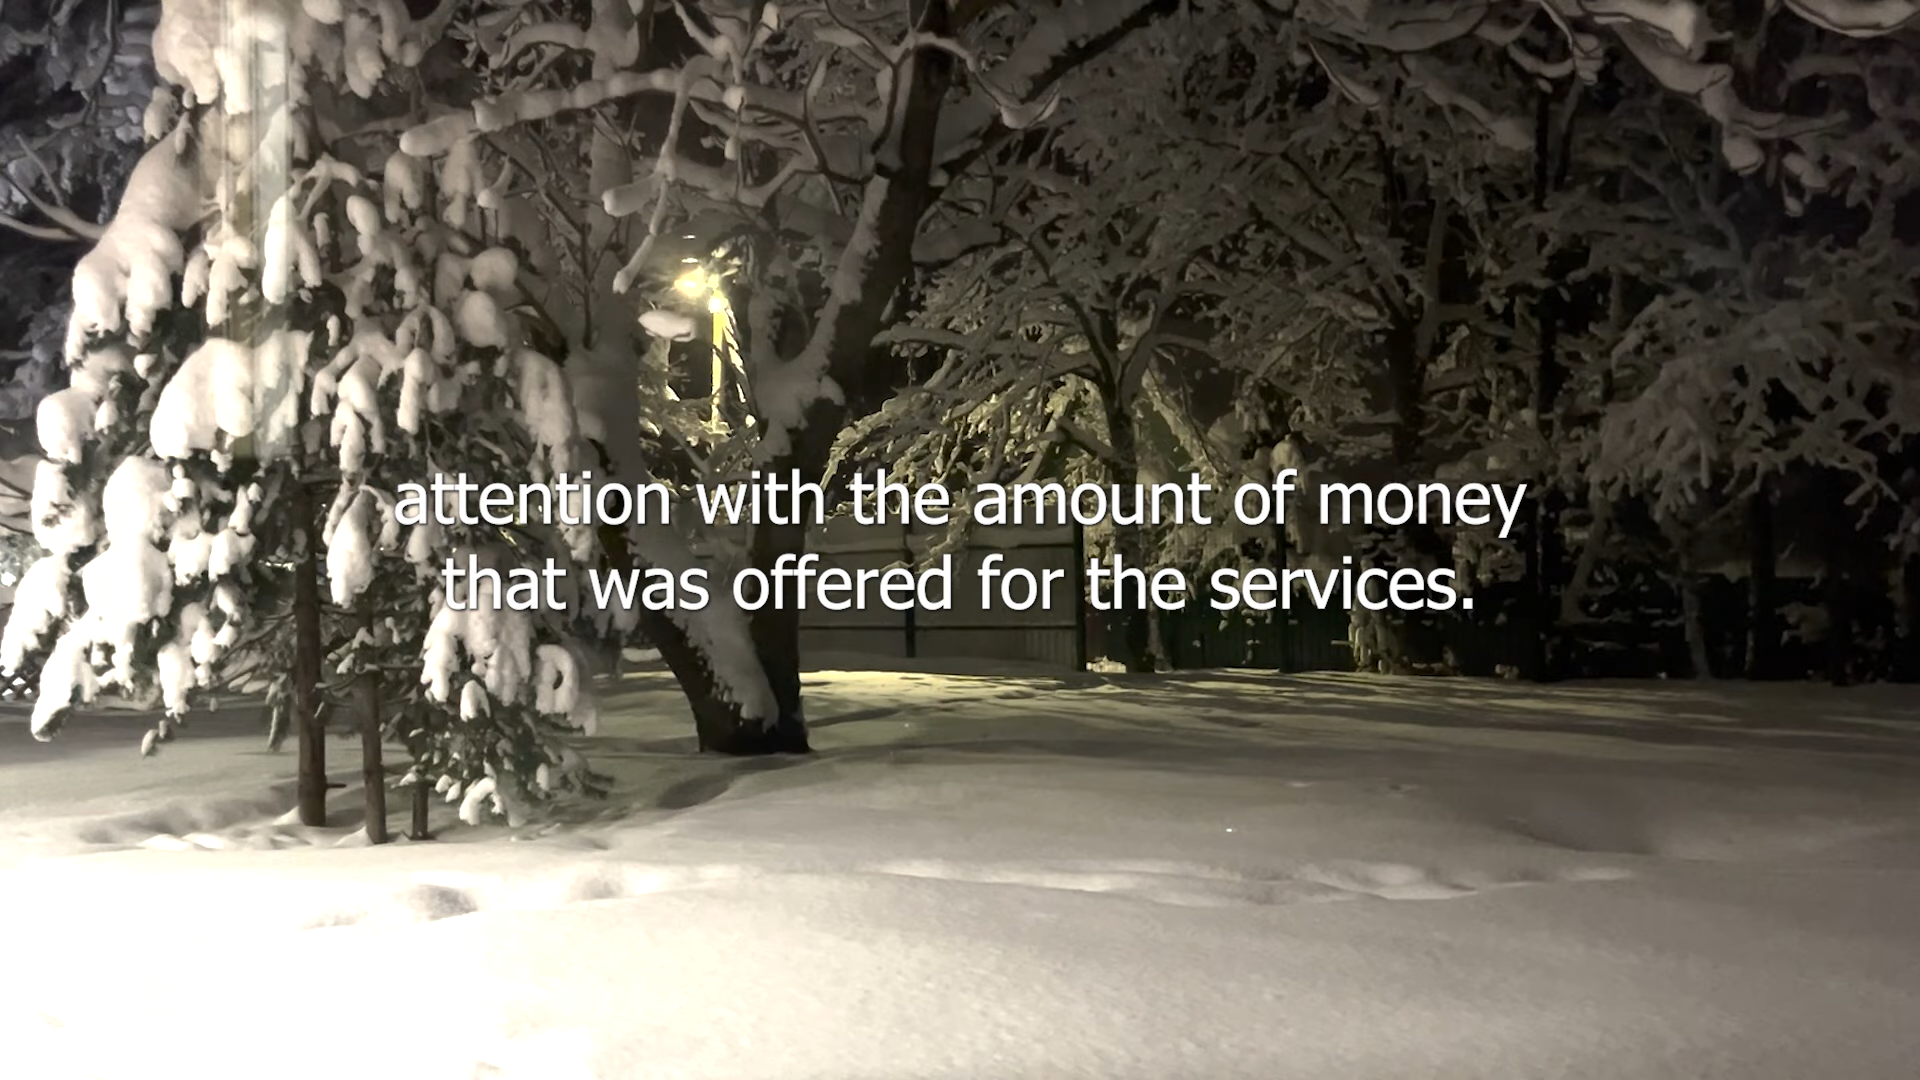 attention with the amount of money
that was offered for the services.